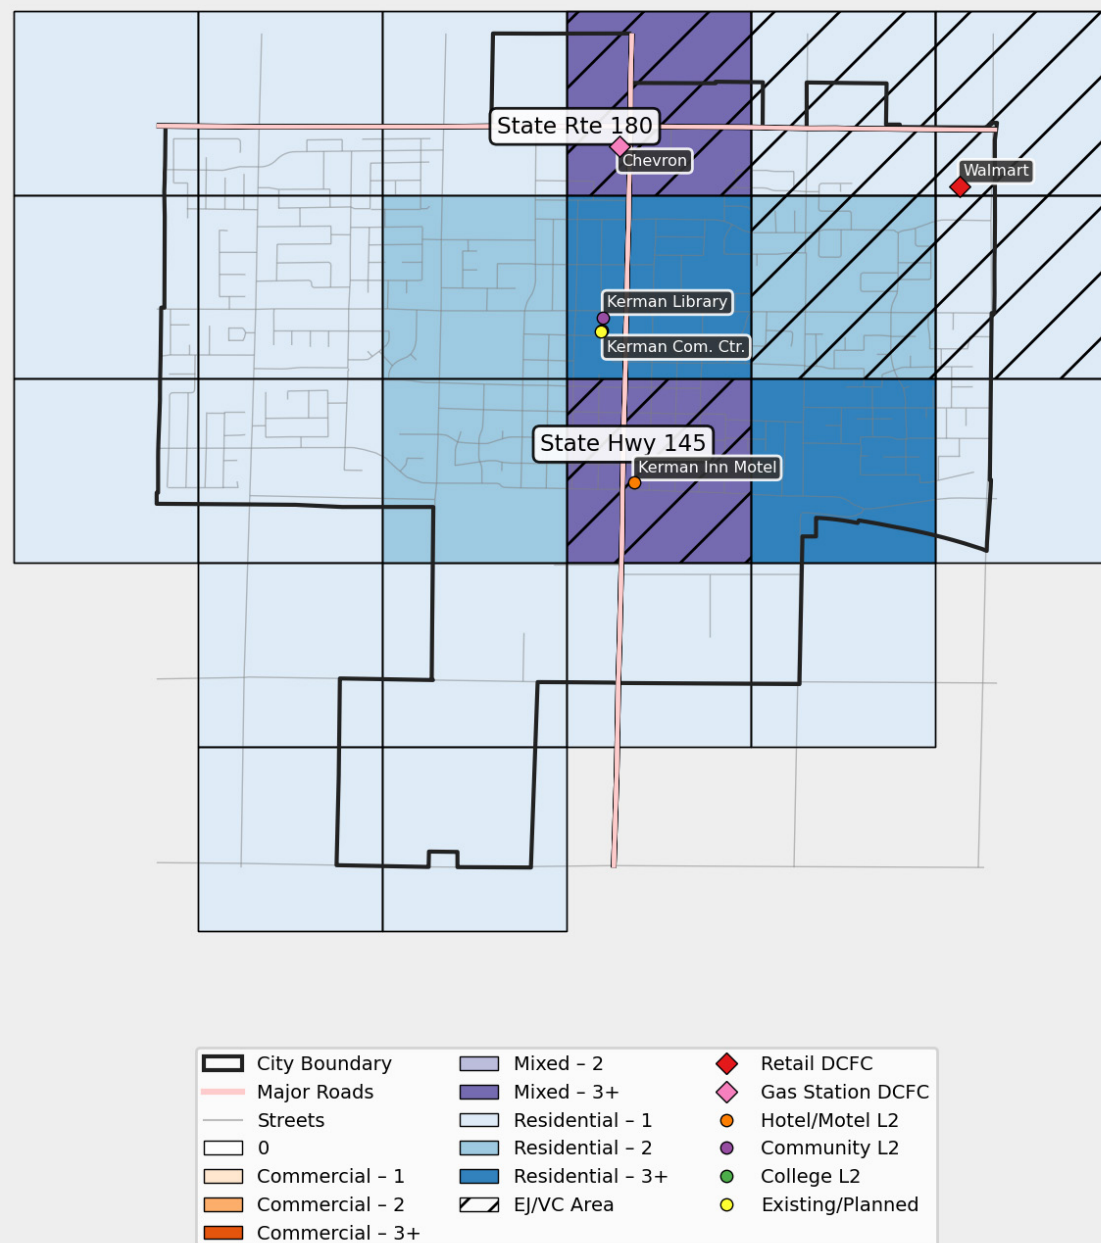 State Rte 180
Chevron
Walmart
Kerman Library
Kerman Com. Ctr.
State Hwy 145
Kerman Inn Motel
City Boundary
Major Roads
Streets
0
Commercial – 1
Commercial – 2
Commercial – 3+
Mixed – 2
Mixed – 3+
Residential – 1
Residential – 2
Residential – 3+
EJ/VC Area
Retail DCFC
Gas Station DCFC
Hotel/Motel L2
Community L2
College L2
Existing/Planned